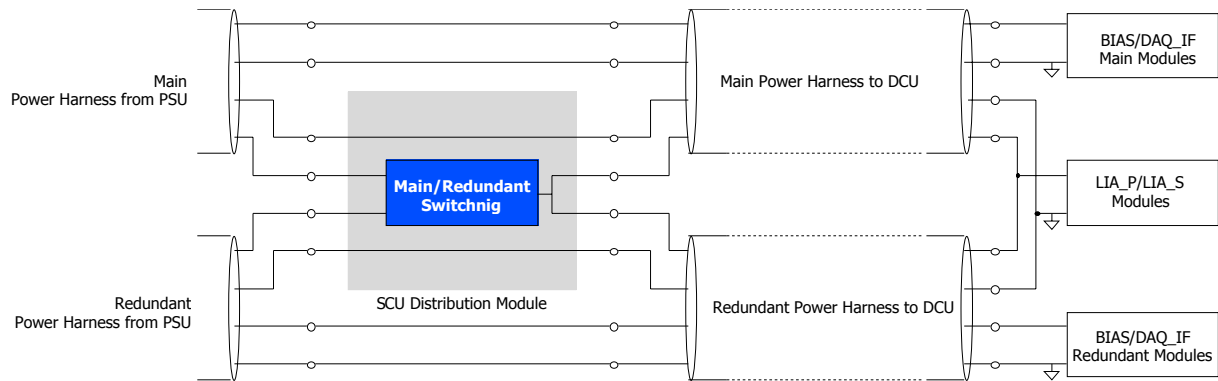 Main
Power Harness from PSU
Main Power Harness to DCU
BIAS/DAQ_IF
Main Modules
Main/Redundant
Switchnig
LIA_P/LIA_S
Modules
SCU Distribution Module
Redundant
Power Harness from PSU
Redundant Power Harness to DCU
BIAS/DAQ_IF
Redundant Modules